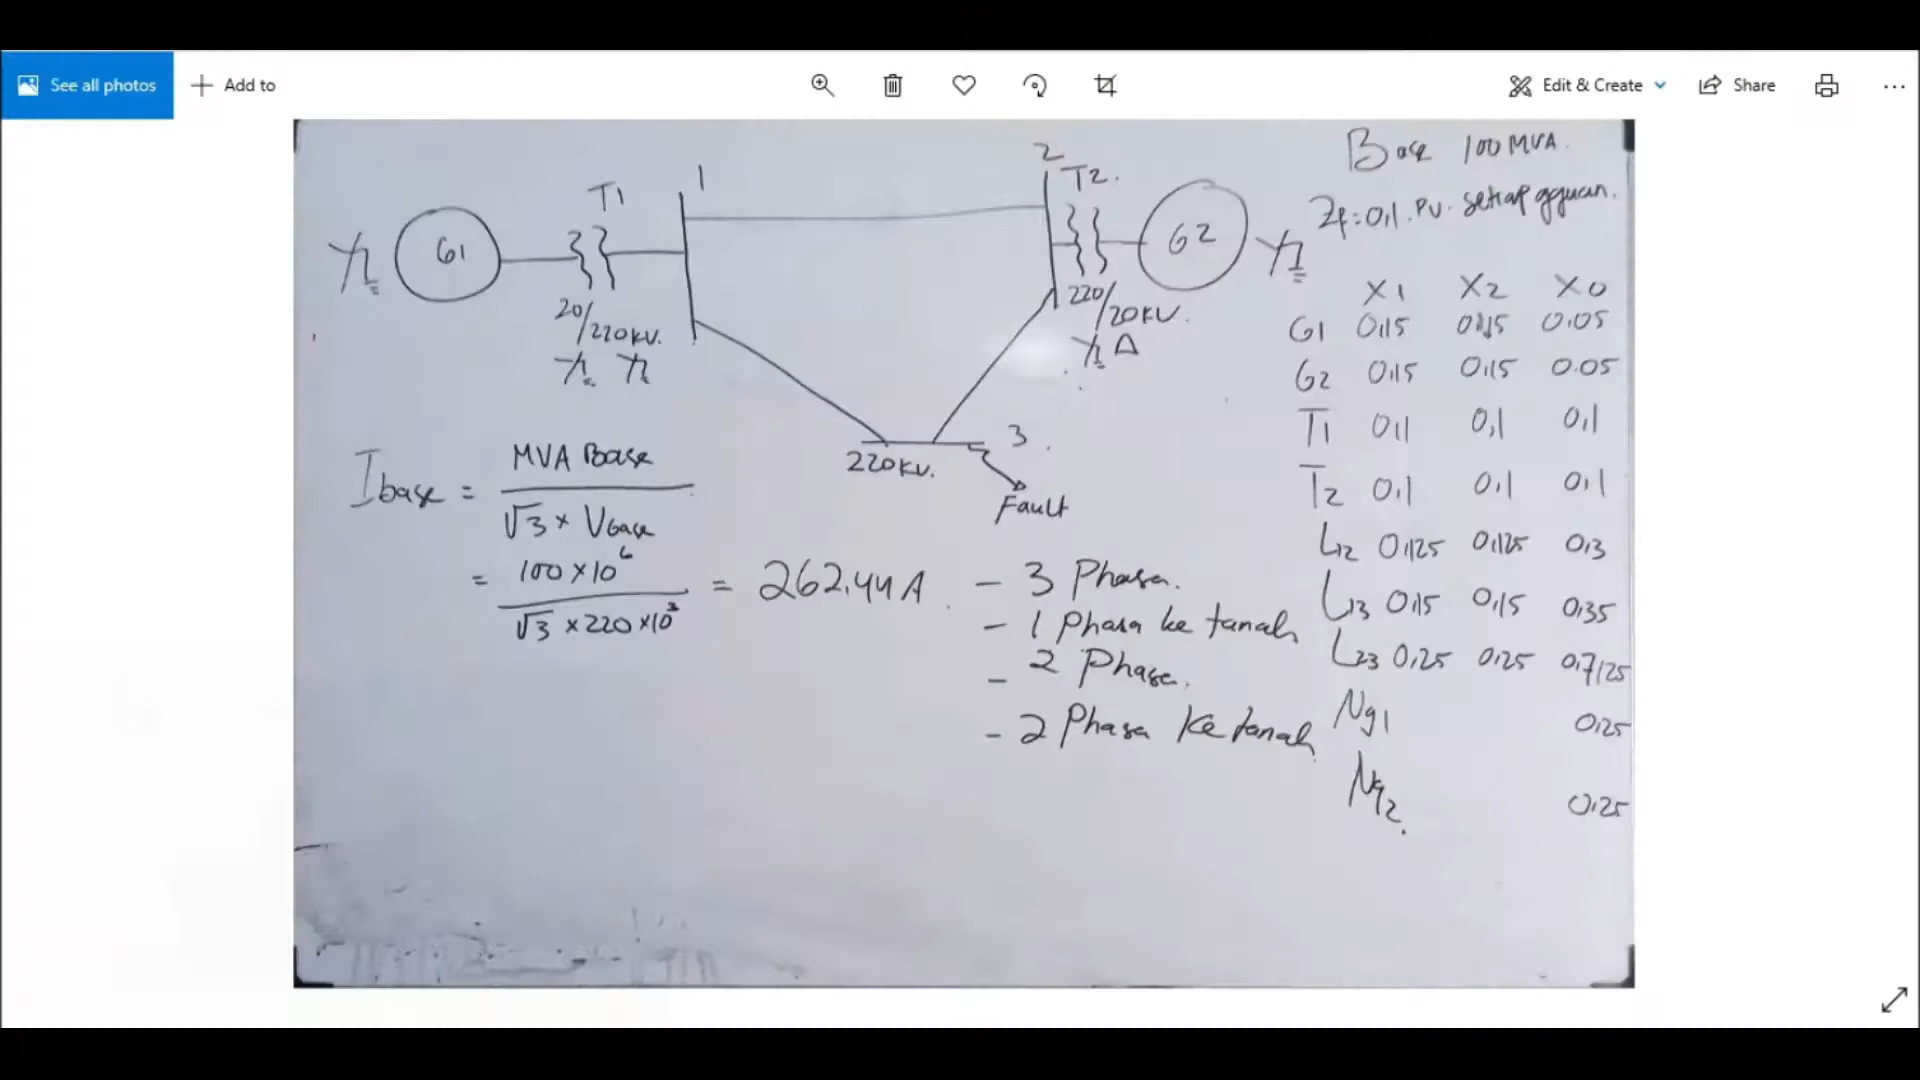 See all photos
Add to
Edit & Create
Share
Base 100 MVA.
Zf = 0,1 . PU . setiap ggguan.
T1
1
2
T2.
G1
G2
20/220KV.
220/20KV.
Δ
220KV.
3.
Fault
X1 X2 X0
G1 0,15 0,15 0.05
G2 0,15 0,15 0.05
T1 0,1 0,1 0,1
T2 0,1 0,1 0,1
L12 0,125 0,125 0,3
L13 0,15 0,15 0,35
L23 0,25 0,25 0,7125
Ng1 0,25
Ng2. 0,25
I base = MVA Base
√3 × Vbase
= 100 × 10^6
√3 × 220 × 10^3
= 262.44 A.
- 3 Phasa.
- 1 Phasa ke tanah
- 2 Phasa.
- 2 Phasa ke tanah